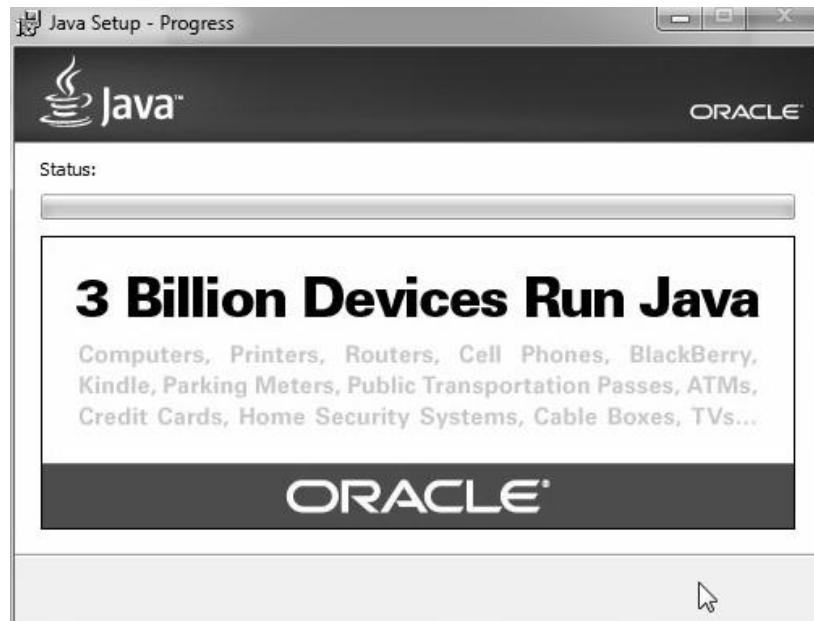 Java Setup - Progress
Java™
ORACLE®
Status:
3 Billion Devices Run Java
Computers, Printers, Routers, Cell Phones, BlackBerry,
Kindle, Parking Meters, Public Transportation Passes, ATMs,
Credit Cards, Home Security Systems, Cable Boxes, TVs...
ORACLE®